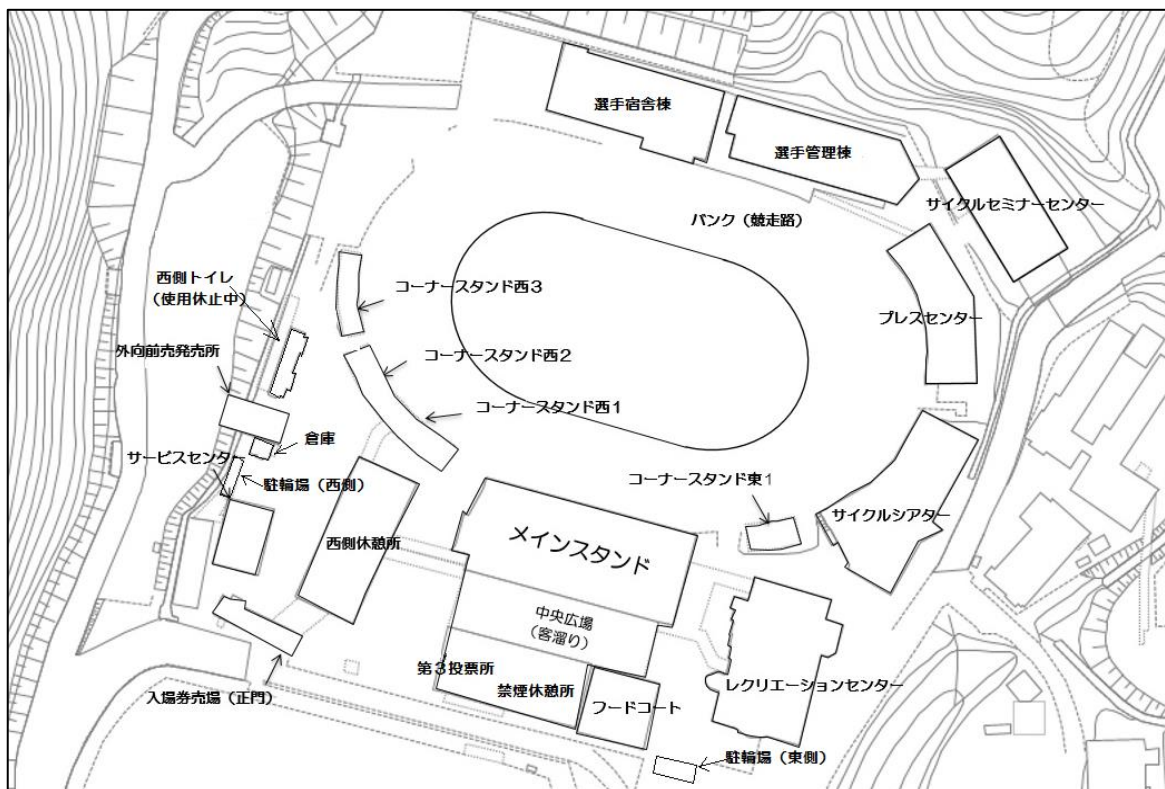 選手宿舎棟
選手管理棟
サイクルセミナーセンター
バンク（競走路）
西側トイレ
（使用休止中）
コーナースタンド西３
プレスセンター
外向前売発売所
コーナースタンド西２
コーナースタンド西１
倉庫
サービスセンター
駐輪場（西側）
コーナースタンド東１
サイクルシアター
西側休憩所
メインスタンド
中央広場
（客溜り）
第３投票所
入場券売場（正門）
禁煙休憩所
フードコート
レクリエーションセンター
駐輪場（東側）